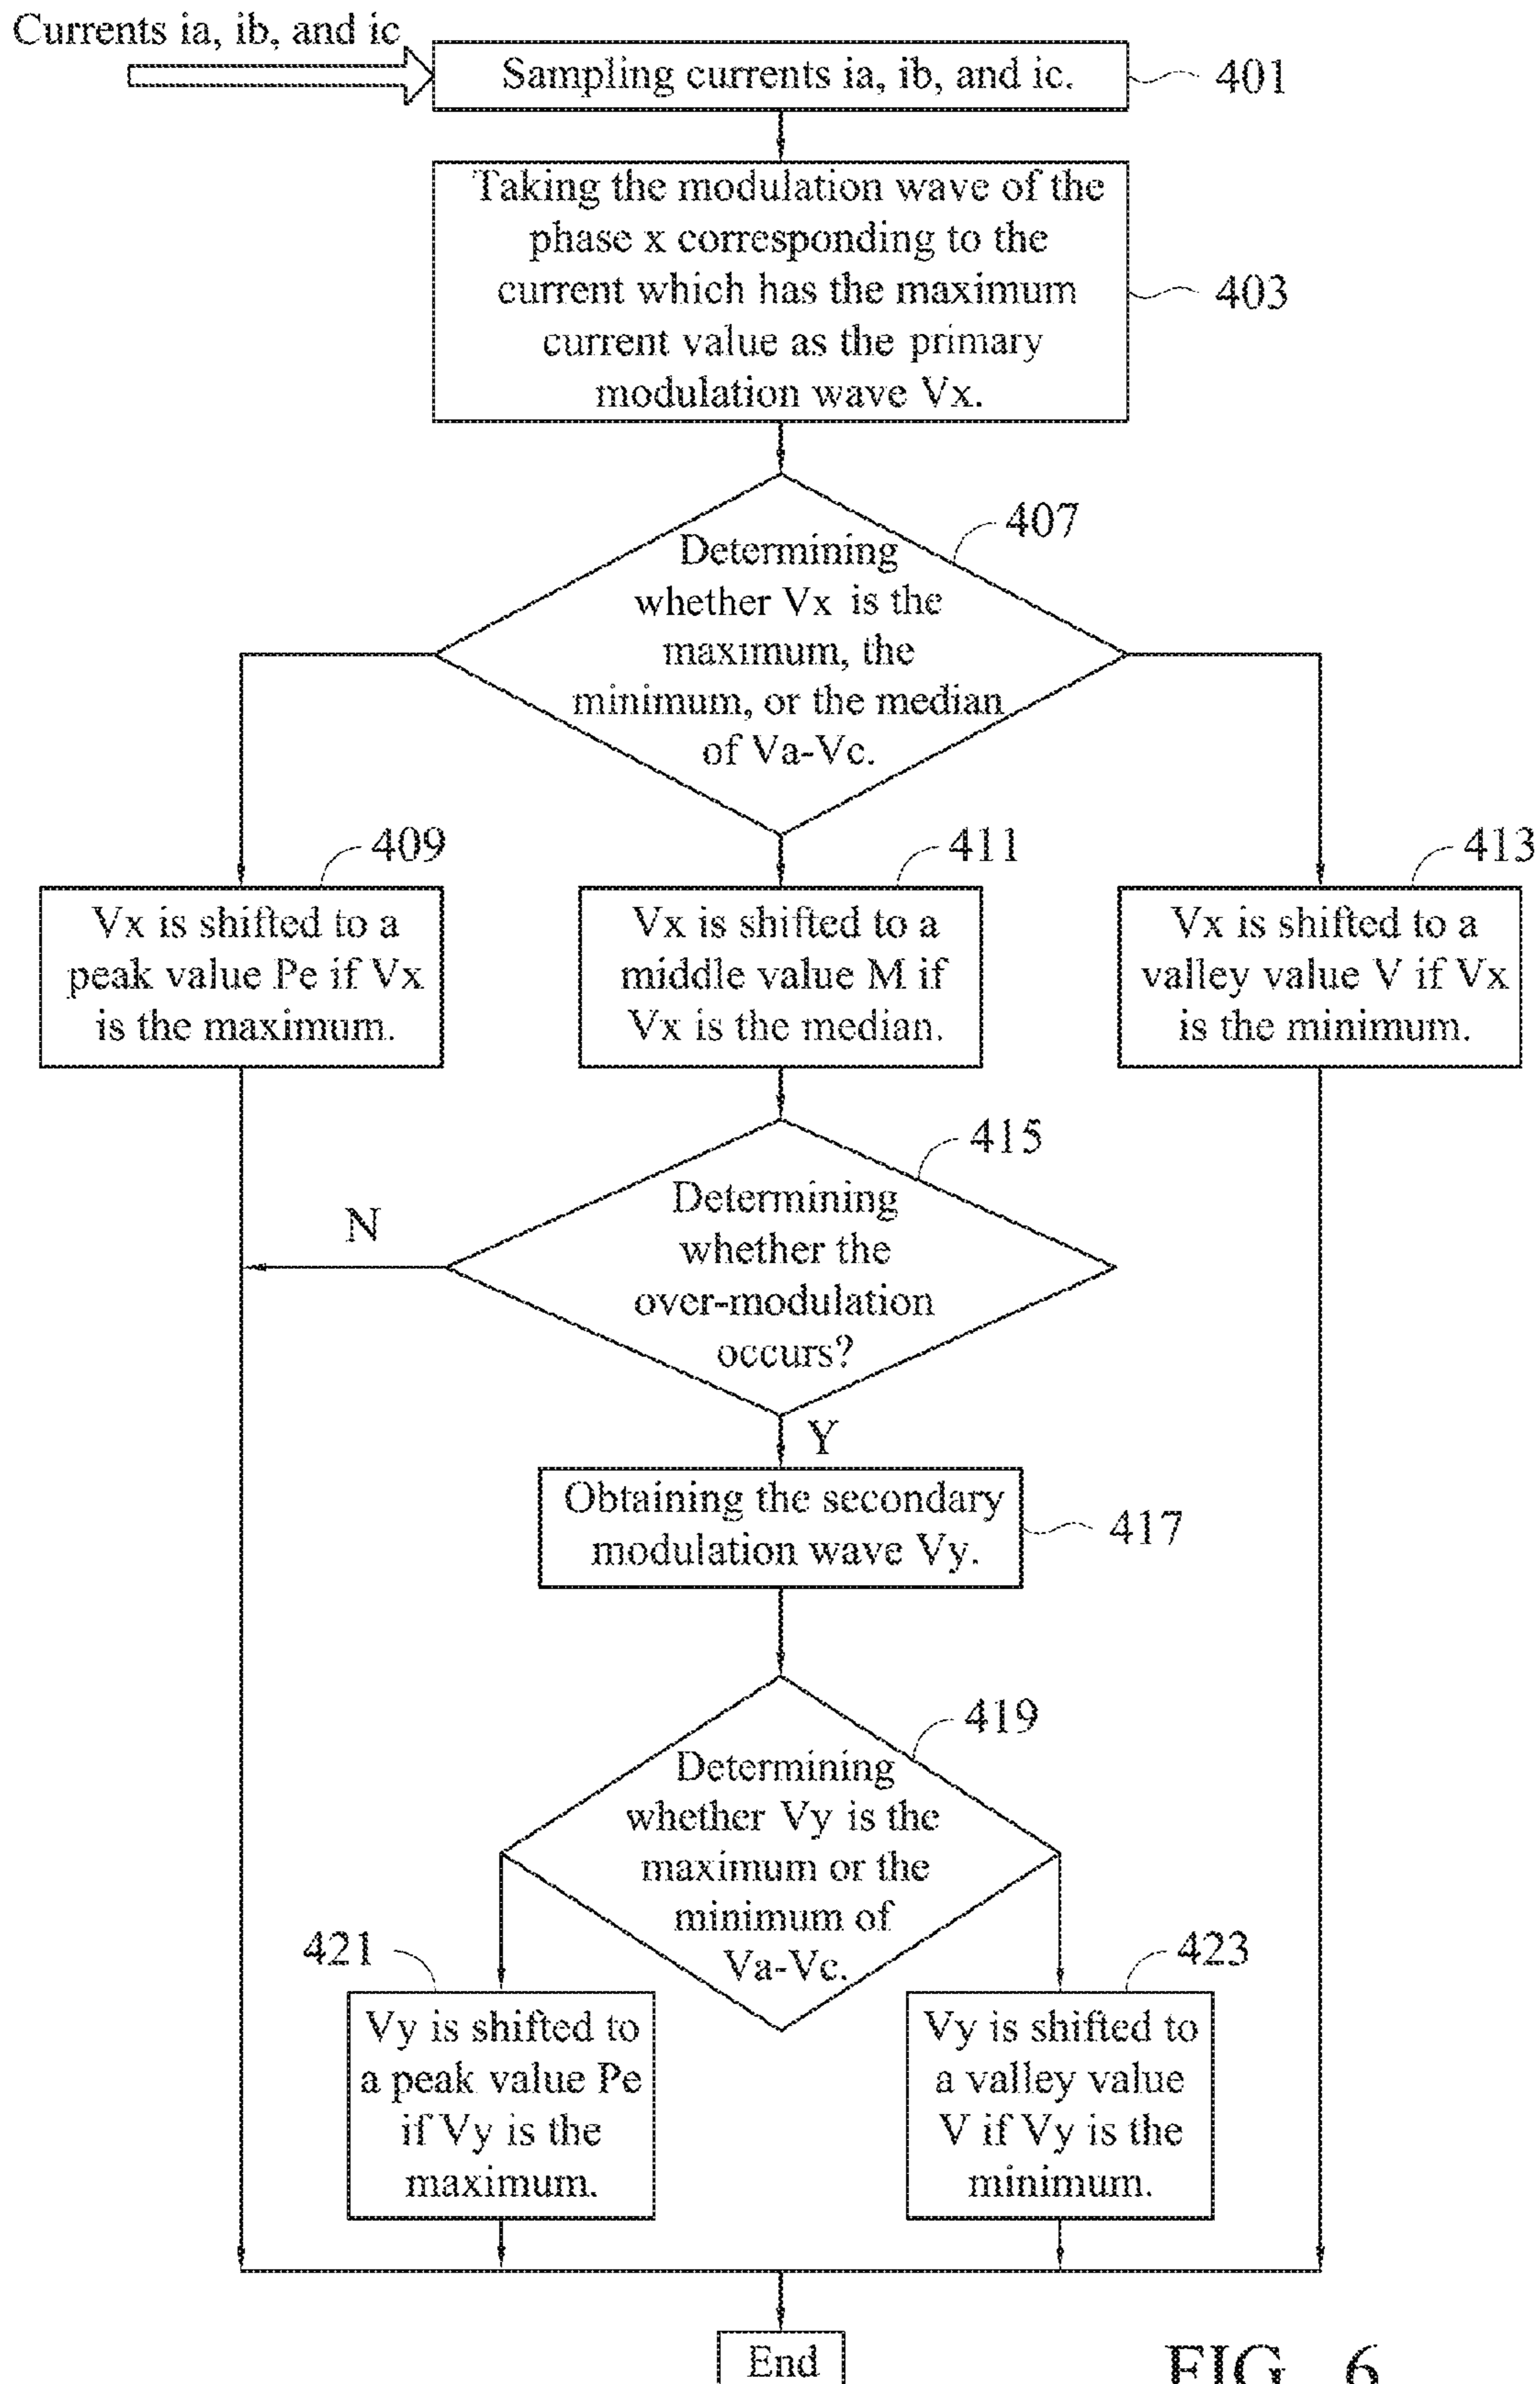 Currents ia, ib, and ic
Sampling currents ia, ib, and ic.
401
Taking the modulation wave of the
phase x corresponding to the
current which has the maximum
current value as the primary
modulation wave Vx.
403
407
Determining
whether Vx is the
maximum, the
minimum, or the median
of Va-Vc.
409
411
413
Vx is shifted to a
peak value Pe if Vx
is the maximum.
Vx is shifted to a
middle value M if
Vx is the median.
Vx is shifted to a
valley value V if Vx
is the minimum.
415
Determining
whether the
over-modulation
occurs?
N
Y
Obtaining the secondary
modulation wave Vy.
417
419
Determining
whether Vy is the
maximum or the
minimum of
Va-Vc.
421
423
Vy is shifted to
a peak value Pe
if Vy is the
maximum.
Vy is shifted to
a valley value
V if Vy is the
minimum.
End
FIG. 6